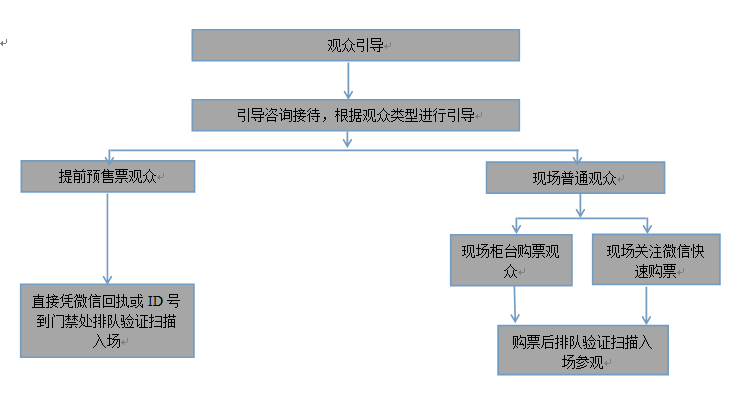 观众引导
引导咨询接待，根据观众类型进行引导
提前预售票观众
现场普通观众
现场柜台购票观
众
现场关注微信快
速购票
直接凭微信回执或 ID 号
到门禁处排队验证扫描
入场
购票后排队验证扫描入
场参观